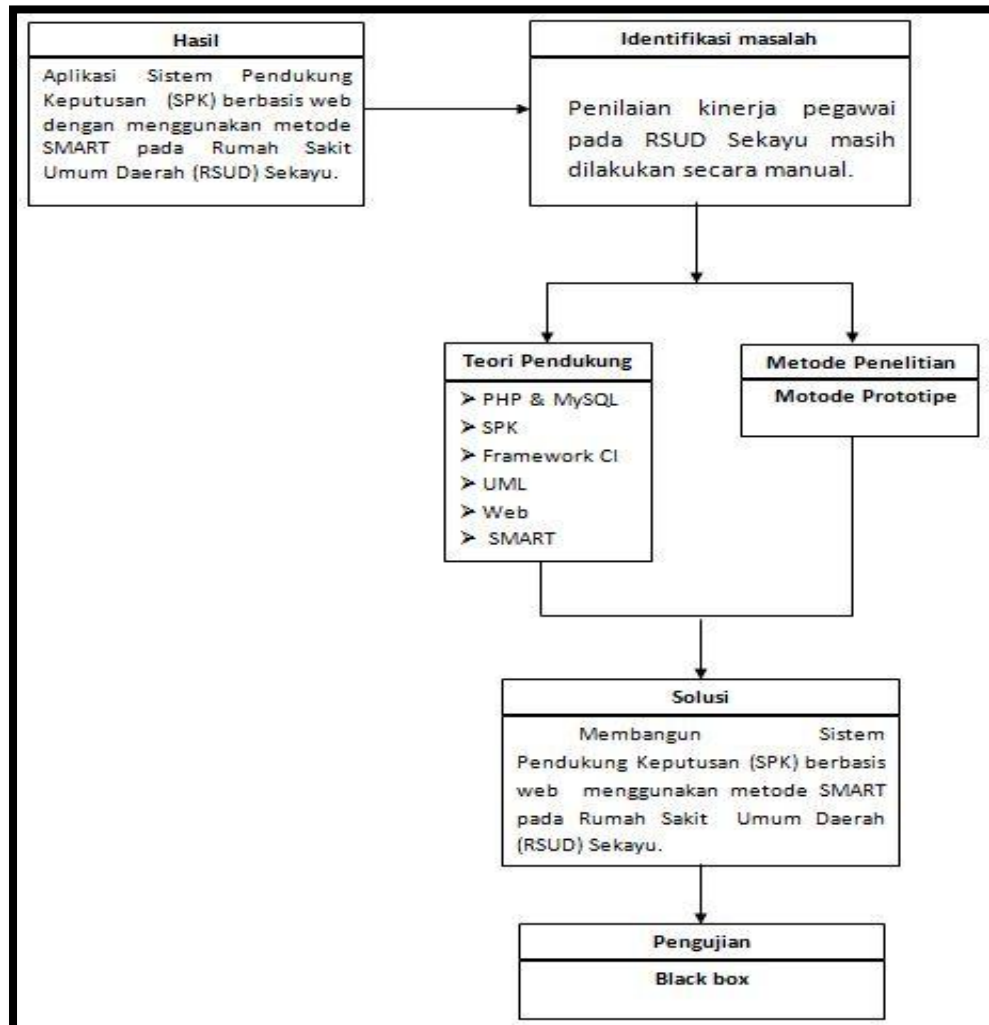 Hasil
Aplikasi Sistem Pendukung
Keputusan (SPK) berbasis web
dengan menggunakan metode
SMART pada Rumah Sakit
Umum Daerah (RSUD) Sekayu.
Identifikasi masalah
Penilaian kinerja pegawai
pada RSUD Sekayu masih
dilakukan secara manual.
Teori Pendukung
➢ PHP & MySQL
➢ SPK
➢ Framework CI
➢ UML
➢ Web
➢ SMART
Metode Penelitian
Motode Prototipe
Solusi
Membangun Sistem
Pendukung Keputusan (SPK) berbasis
web menggunakan metode SMART
pada Rumah Sakit Umum Daerah
(RSUD) Sekayu.
Pengujian
Black box